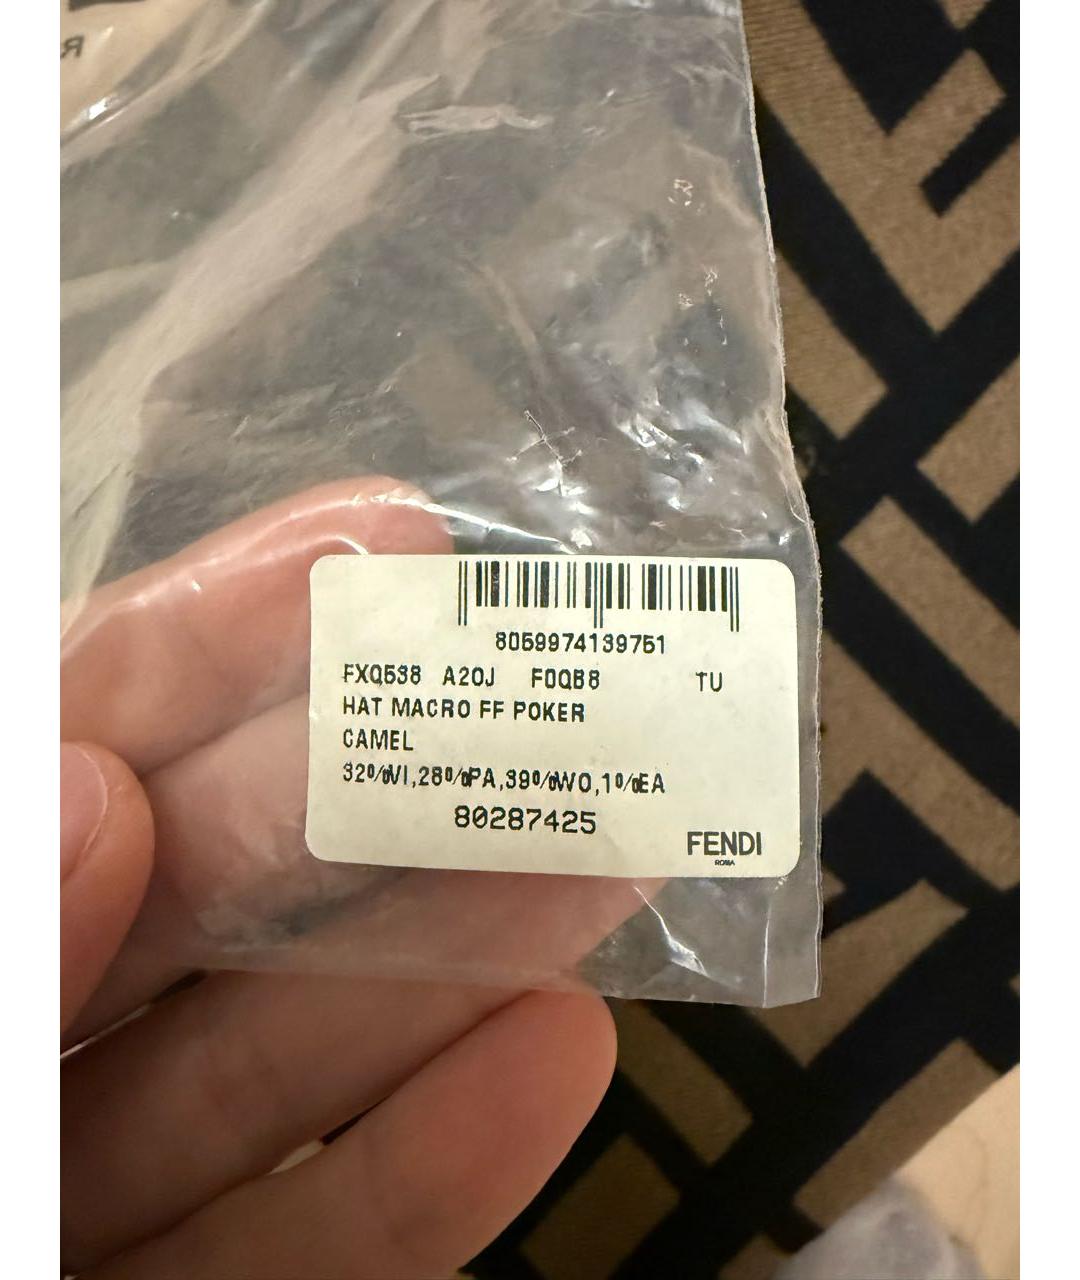 R
8059974139751
FXQ538 A2OJ F0QB8 TU
HAT MACRO FF POKER
CAMEL
32%VI,28%PA,39%WO,1%EA
80287425
FENDI
ROMA